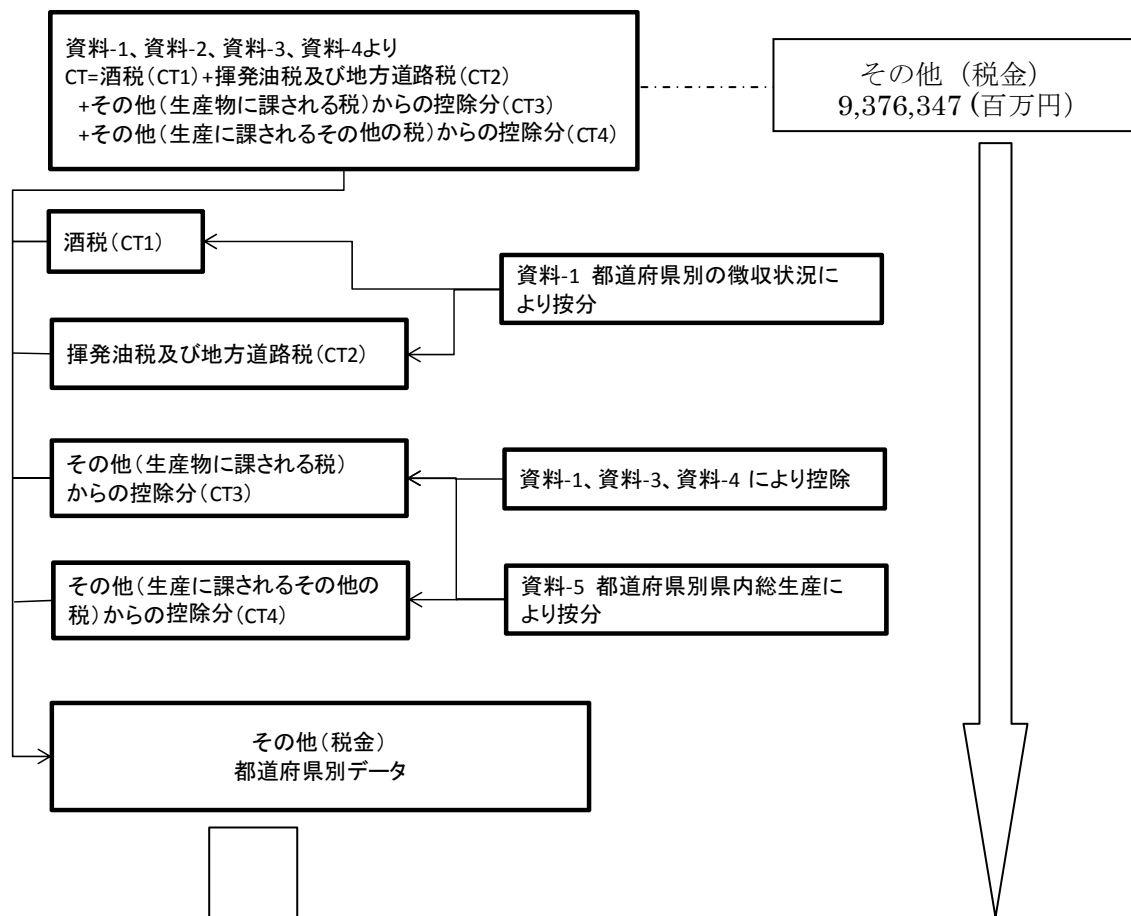 資料-1、資料-2、資料-3、資料-4より
CT=酒税(CT1)+揮発油税及び地方道路税(CT2)
+その他(生産物に課される税)からの控除分(CT3)
+その他(生産に課されるその他の税)からの控除分(CT4)
その他（税金）
9,376,347 (百万円)
酒税(CT1)
資料-1 都道府県別の徴収状況に
より按分
揮発油税及び地方道路税(CT2)
その他(生産物に課される税)
からの控除分(CT3)
資料-1、資料-3、資料-4 により控除
その他(生産に課されるその他の
税)からの控除分(CT4)
資料-5 都道府県別県内総生産に
より按分
その他(税金)
都道府県別データ